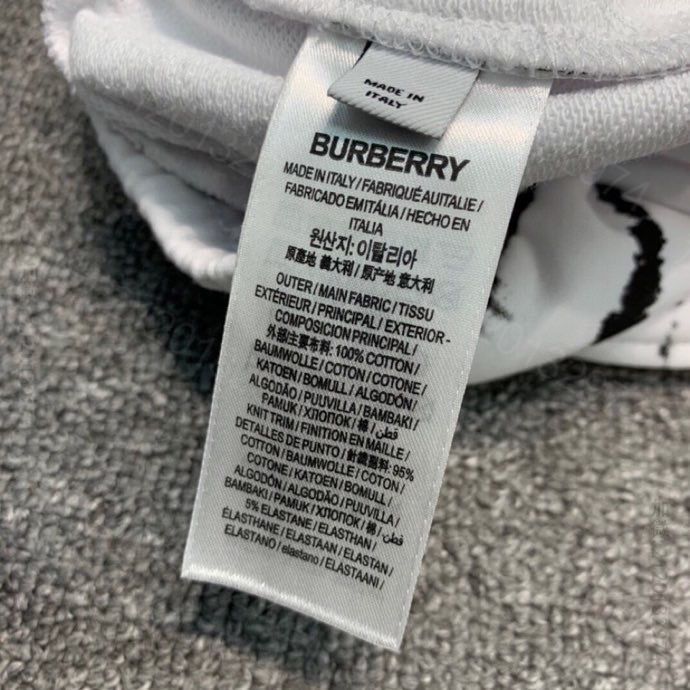 MADE IN
ITALY
BURBERRY
MADE IN ITALY / FABRIQUÉ AUITALIE /
FABRICADO EMITÁLIA / HECHO EN
ITALIA
원산지: 이탈리아
原產地 義大利 / 原产地 意大利
OUTER / MAIN FABRIC / TISSU
EXTÉRIEUR / PRINCIPAL / EXTERIOR -
COMPOSICION PRINCIPAL /
外部主要布料: 100% COTTON /
BAUMWOLLE / COTON / COTONE /
KATOEN / BOMULL / ALGODÓN /
ALGODÃO / PUUVILLA / BAMBAKI /
PAMUK / ХЛОПОК / 棉 / قطن /
KNIT TRIM / FINITION EN MAILLE /
DETALLES DE PUNTO / 針織 : 95%
COTTON / BAUMWOLLE / COTON /
COTONE / KATOEN / BOMULL /
ALGODÓN / ALGODÃO / PUUVILLA /
BAMBAKI / PAMUK / ХЛОПОК / 棉 / قطن /
5% ELASTANE / ELASTHAN /
ÉLASTHANE / ELASTAAN / ELASTAN /
ELASTANO / elastano / ELASTAANI /